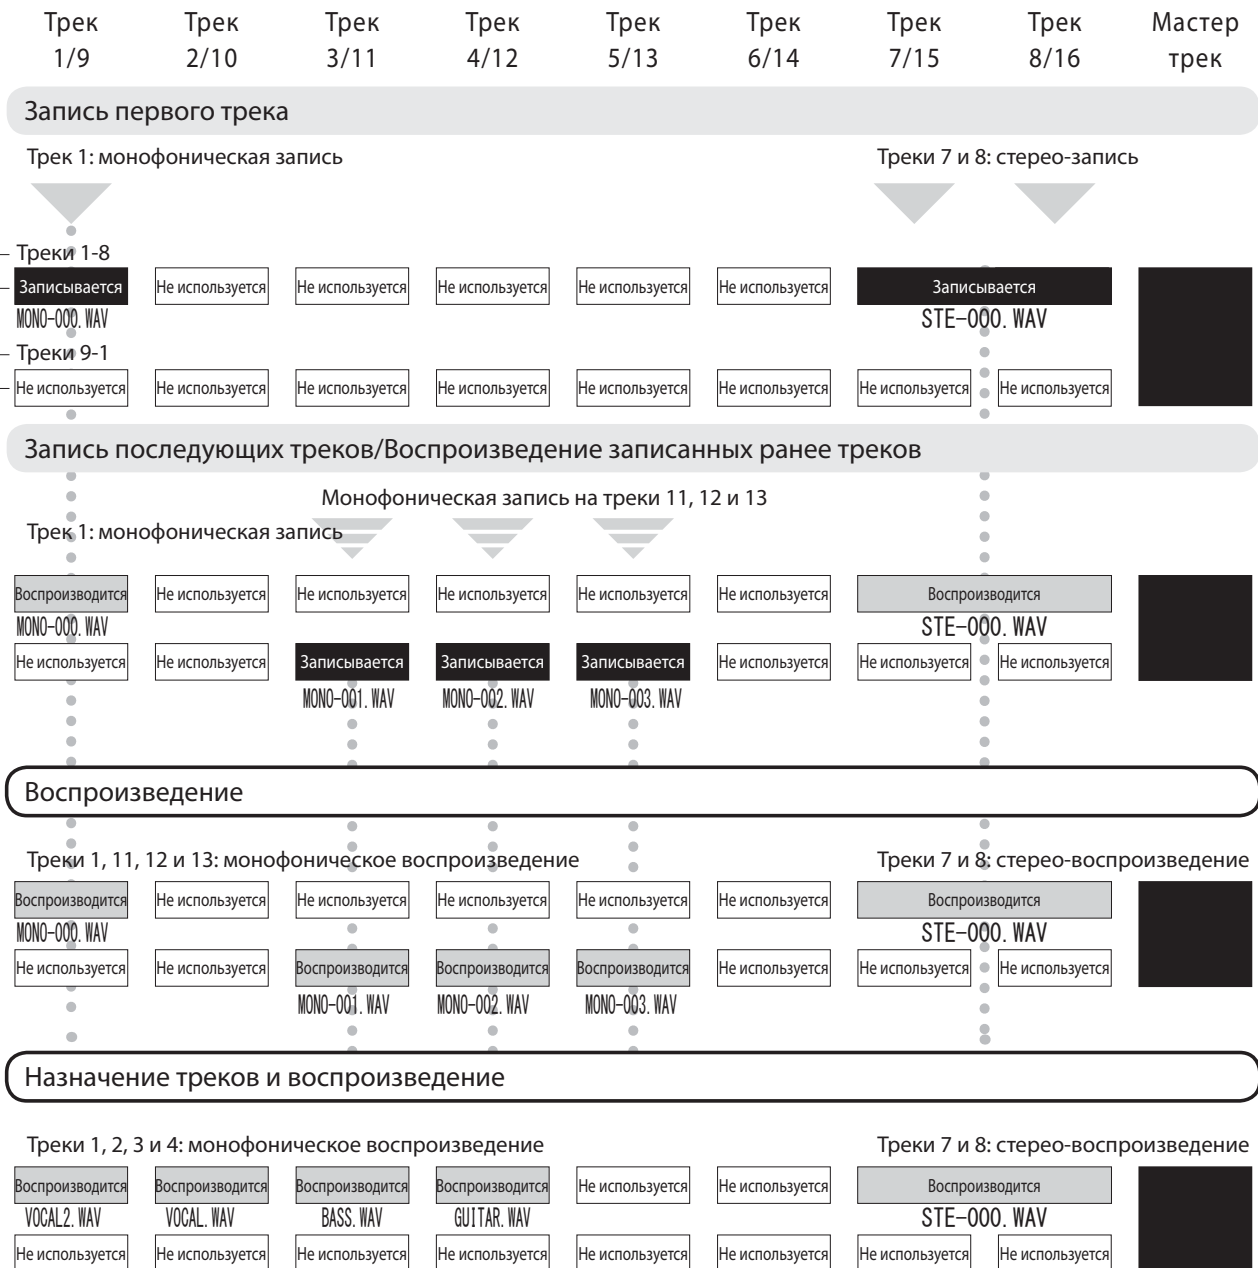 Трек Трек Трек Трек Трек Трек Трек Трек Мастер
1/9 2/10 3/11 4/12 5/13 6/14 7/15 8/16 трек
Запись первого трека
Трек 1: монофоническая запись Треки 7 и 8: стерео-запись
Треки 1-8
Записывается Не используется Не используется Не используется Не используется Не используется Записывается
MONO-000. WAV STE-000. WAV
Треки 9-1
Не используется Не используется Не используется Не используется Не используется Не используется Не используется Не используется
Запись последующих треков/Воспроизведение записанных ранее треков
Монофоническая запись на треки 11, 12 и 13
Трек 1: монофоническая запись
Воспроизводится Не используется Не используется Не используется Не используется Не используется Воспроизводится
MONO-000. WAV STE-000. WAV
Не используется Не используется Записывается Записывается Записывается Не используется Не используется Не используется
MONO-001. WAV MONO-002. WAV MONO-003. WAV
Воспроизведение
Треки 1, 11, 12 и 13: монофоническое воспроизведение Треки 7 и 8: стерео-воспроизведение
Воспроизводится Не используется Не используется Не используется Не используется Не используется Воспроизводится
MONO-000. WAV STE-000. WAV
Не используется Не используется Воспроизводится Воспроизводится Воспроизводится Не используется Не используется Не используется
MONO-001. WAV MONO-002. WAV MONO-003. WAV
Назначение треков и воспроизведение
Треки 1, 2, 3 и 4: монофоническое воспроизведение Треки 7 и 8: стерео-воспроизведение
Воспроизводится Воспроизводится Воспроизводится Воспроизводится Не используется Не используется Воспроизводится
VOCAL2. WAV VOCAL. WAV BASS. WAV GUITAR. WAV STE-000. WAV
Не используется Не используется Не используется Не используется Не используется Не используется Не используется Не используется